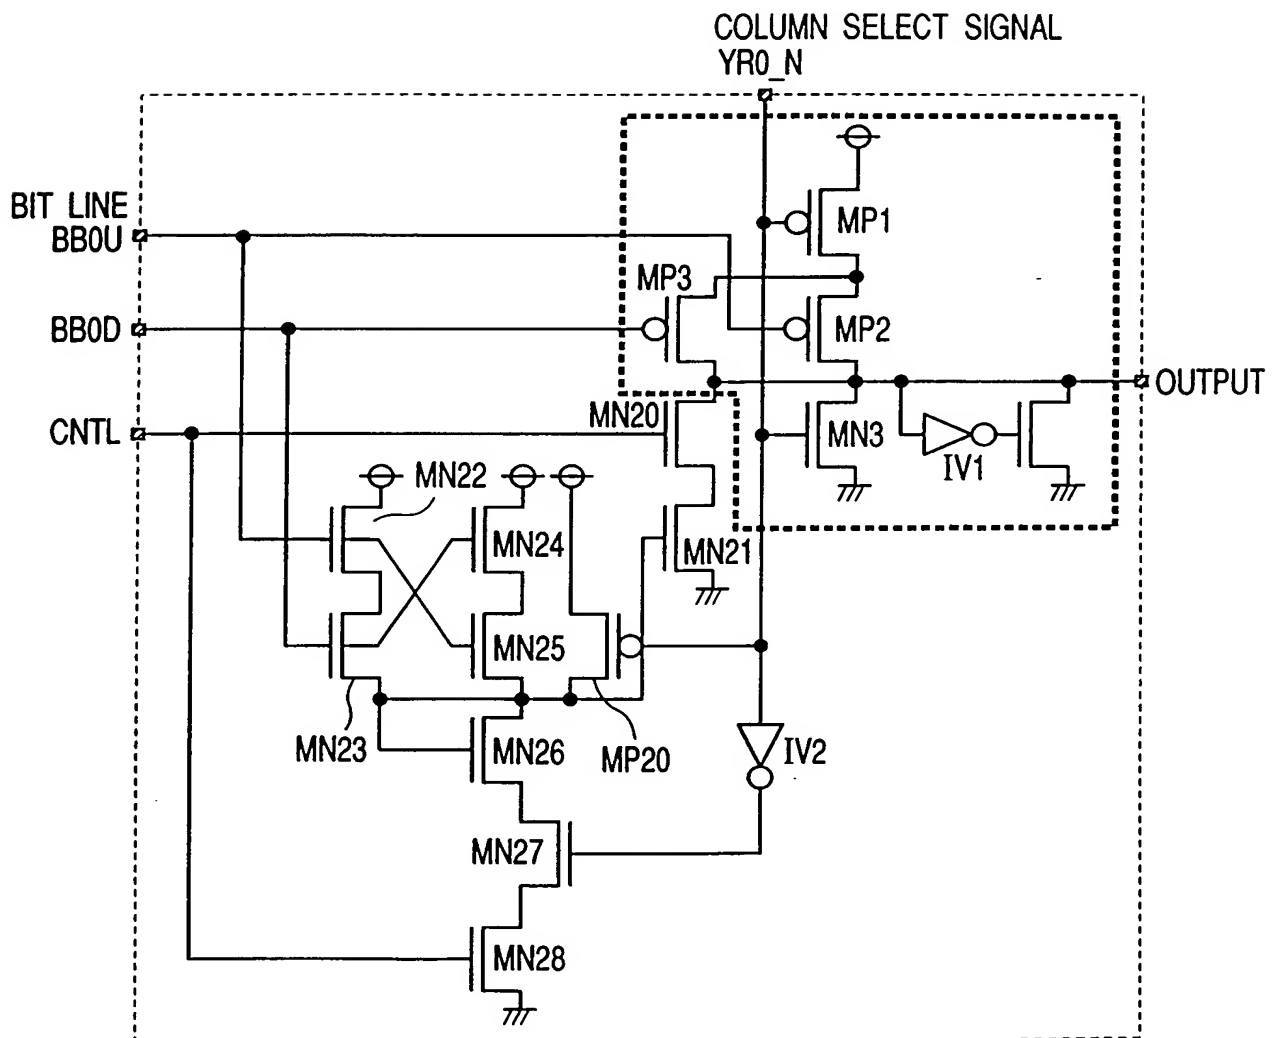 COLUMN SELECT SIGNAL
YR0_N
BIT LINE
BB0U
MP1
MP3
BB0D
MP2
OUTPUT
MN20
CNTL
MN3
IV1
MN22
MN24
MN21
MN25
MN23
MN26
MP20
IV2
MN27
MN28